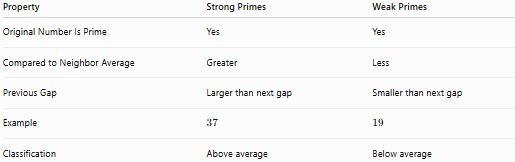 Property Strong Primes Weak Primes
Original Number Is Prime Yes Yes
Compared to Neighbor Average Greater Less
Previous Gap Larger than next gap Smaller than next gap
Example 37 19
Classification Above average Below average